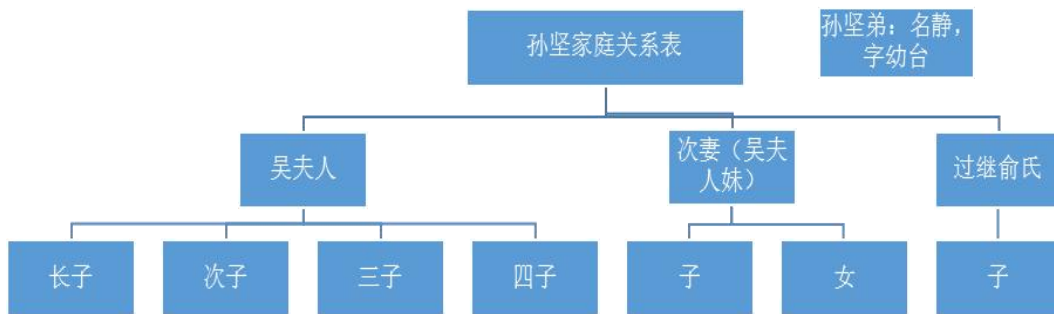 孙坚家庭关系表
孙坚弟：名静，
字幼台
吴夫人
次妻（吴夫
人妹）
过继俞氏
长子
次子
三子
四子
子
女
子